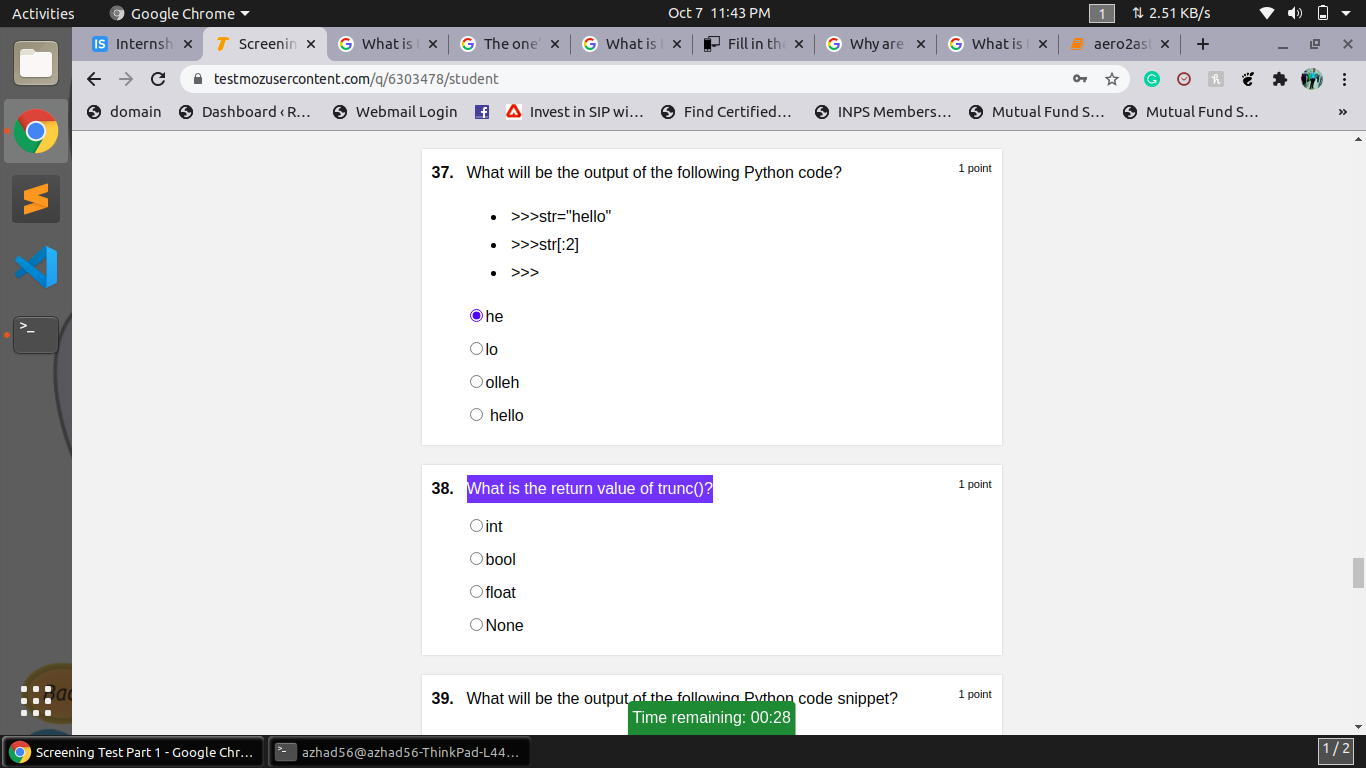 Activities
Google Chrome
Oct 7 11:43 PM
1
2.51 KB/s
Internsh
Screenin
What is
The one'
What is
Fill in the
Why are
What is
aero2as
testmozusercontent.com/q/6303478/student
domain
Dashboard ‹ R...
Webmail Login
Invest in SIP wi...
Find Certified...
INPS Members...
Mutual Fund S...
Mutual Fund S...
»
37. What will be the output of the following Python code?
1 point
• >>>str="hello"
• >>>str[:2]
• >>>
he
lo
olleh
hello
38. What is the return value of trunc()?
1 point
int
bool
float
None
39. What will be the output of the following Python code snippet?
1 point
Time remaining: 00:28
Screening Test Part 1 - Google Chr...
azhad56@azhad56-ThinkPad-L44...
1 / 2